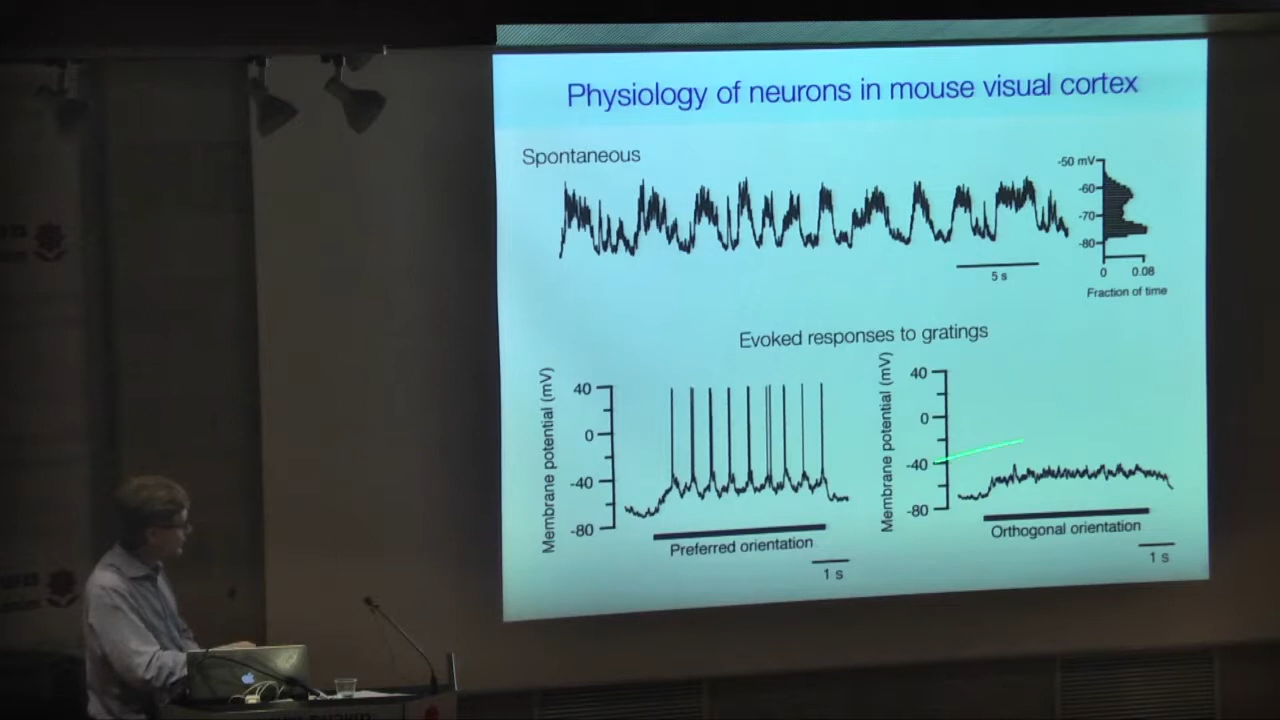 Physiology of neurons in mouse visual cortex
Spontaneous
-50 mV
-60
-70
-80
0 0.08
Fraction of time
5 s
Evoked responses to gratings
Membrane potential (mV)
40
0
-40
-80
Preferred orientation
1 s
Membrane potential (mV)
40
0
-40
-80
Orthogonal orientation
1 s